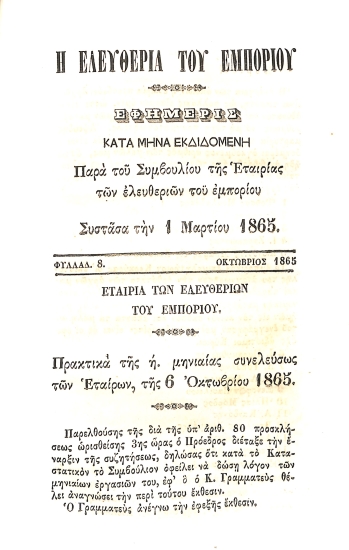 Η ΕΛΕΥΘΕΡΙΑ ΤΟΥ ΕΜΠΟΡΙΟΥ
ΕΦΗΜΕΡΙΣ
ΚΑΤΑ ΜΗΝΑ ΕΚΔΙΔΟΜΕΝΗ
Παρὰ τοῦ Συμβουλίου τῆς Ἑταιρίας
τῶν ἐλευθεριῶν τοῦ ἐμπορίου
Συστᾶσα τὴν 1 Μαρτίου 1865.
ΦΥΛΛΑΔ. 8. ΟΚΤΩΒΡΙΟΣ 1865
ΕΤΑΙΡΙΑ ΤΩΝ ΕΛΕΥΘΕΡΙΩΝ
ΤΟΥ ΕΜΠΟΡΙΟΥ.
Πρακτικὰ τῆς ή. μηνιαίας συνελεύσως
τῶν Ἑταίρων, τῆς 6 Ὀκτωβρίου 1865.
Παρελθούσης τῆς διὰ τῆς ὑπ' ἀριθ. 80 προσκλή-
σεως ὡρισθείσης 3ης ὥρας ὁ Πρόεδρος διέταξε τὴν ἔ-
ναρξιν τῆς συζητήσεως, δηλώσας ὅτι κατὰ τὸ Κατα-
στατικὸν τὸ Συμβούλιον ὀφείλει νὰ δώσῃ λόγον τῶν
μηνιαίων ἐργασιῶν του, ἐφ' ὃ ὁ Κ. Γραμματεὺς θέ-
λει ἀναγνώσει τὴν περὶ τούτου ἔκθεσιν.
Ὁ Γραμματεὺς ἀνέγνω τὴν ἐφεξῆς ἔκθεσιν.